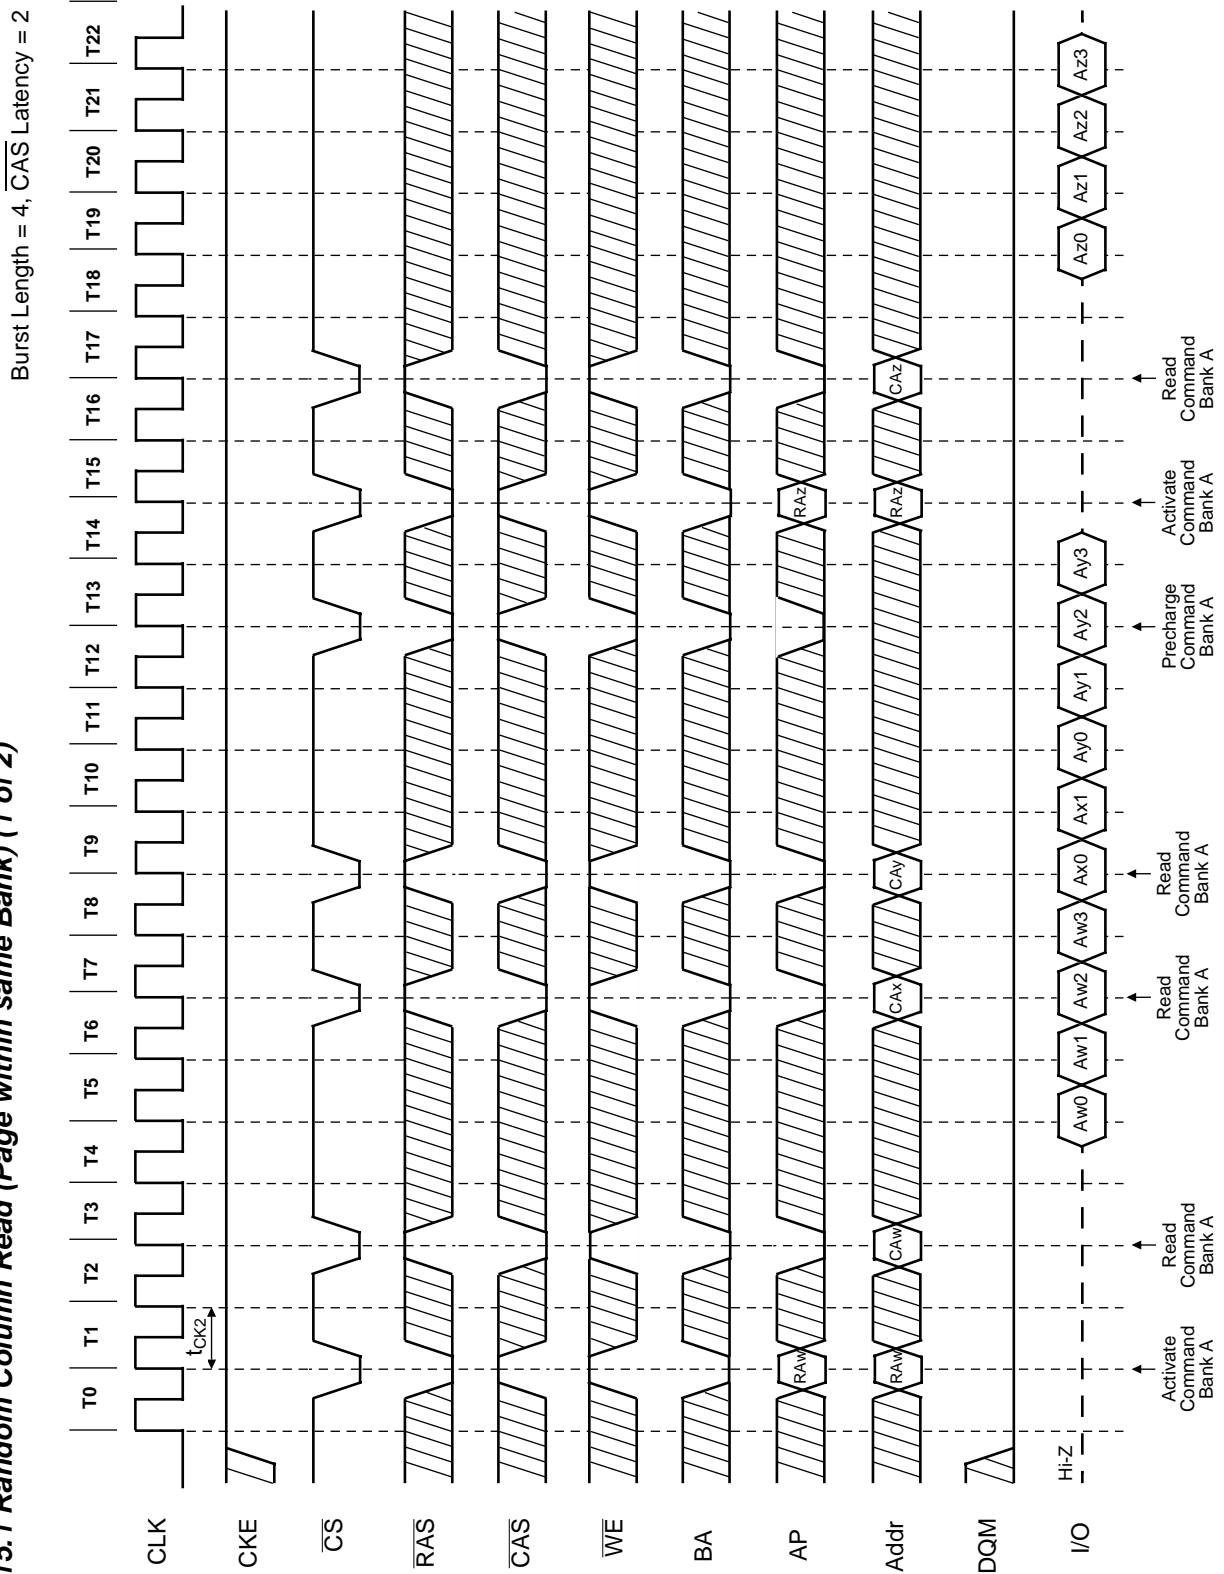 15.1 Random Column Read (Page within same Bank) (1 of 2)
Burst Length = 4, CAS Latency = 2
T0 T1 T2 T3 T4 T5 T6 T7 T8 T9 T10 T11 T12 T13 T14 T15 T16 T17 T18 T19 T20 T21 T22
CLK
tCK2
CKE
CS
RAS
CAS
WE
BA
AP
RAw RAz
Addr
RAw CAw CAx CAy RAz CAz
DQM
I/O
Hi-Z
Aw0 Aw1 Aw2 Aw3 Ax0 Ax1 Ay0 Ay1 Ay2 Ay3 Az0 Az1 Az2 Az3
Activate
Command
Bank A
Read
Command
Bank A
Read
Command
Bank A
Read
Command
Bank A
Precharge
Command
Bank A
Activate
Command
Bank A
Read
Command
Bank A